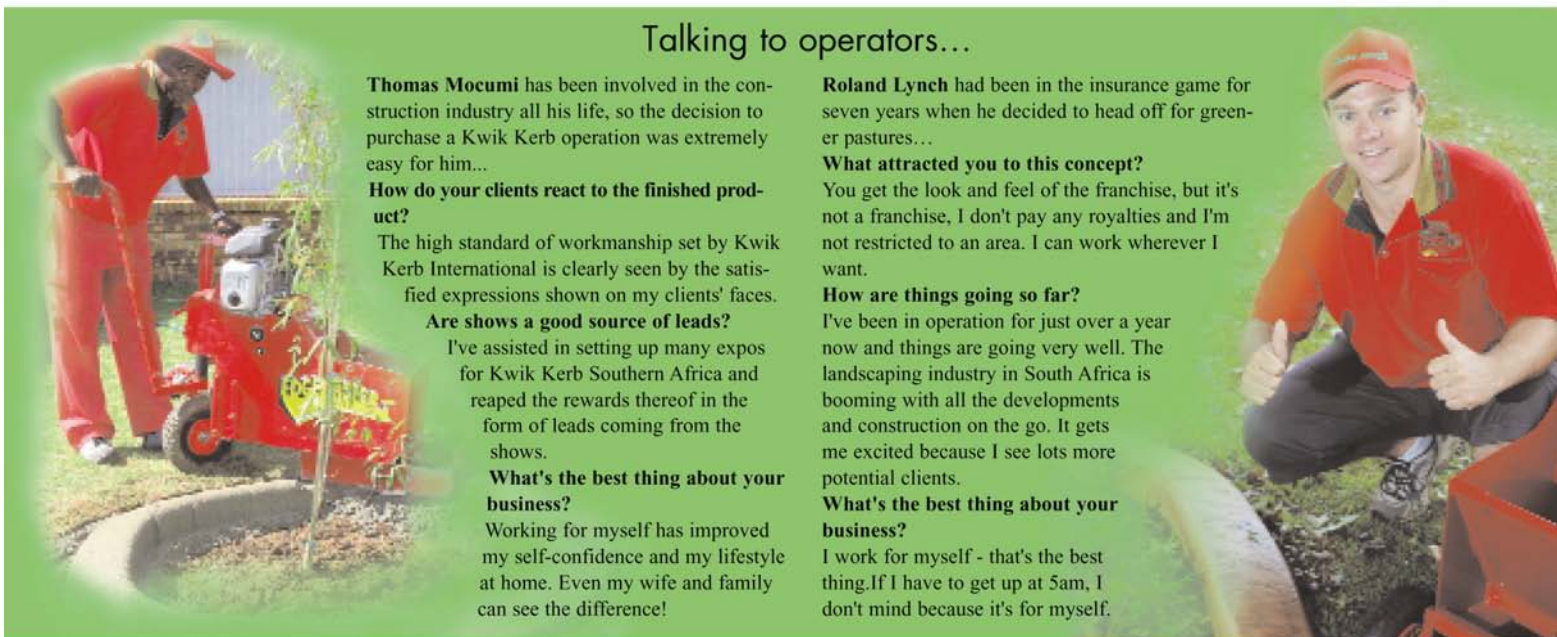 Talking to operators...
Thomas Mocumi has been involved in the con-
struction industry all his life, so the decision to
purchase a Kwik Kerb operation was extremely
easy for him...
How do your clients react to the finished prod-
uct?
The high standard of workmanship set by Kwik
Kerb International is clearly seen by the satis-
fied expressions shown on my clients' faces.
Are shows a good source of leads?
I've assisted in setting up many expos
for Kwik Kerb Southern Africa and
reaped the rewards thereof in the
form of leads coming from the
shows.
What's the best thing about your
business?
Working for myself has improved
my self-confidence and my lifestyle
at home. Even my wife and family
can see the difference!
Roland Lynch had been in the insurance game for
seven years when he decided to head off for green-
er pastures…
What attracted you to this concept?
You get the look and feel of the franchise, but it's
not a franchise, I don't pay any royalties and I'm
not restricted to an area. I can work wherever I
want.
How are things going so far?
I've been in operation for just over a year
now and things are going very well. The
landscaping industry in South Africa is
booming with all the developments
and construction on the go. It gets
me excited because I see lots more
potential clients.
What's the best thing about your
business?
I work for myself - that's the best
thing.If I have to get up at 5am, I
don't mind because it's for myself.